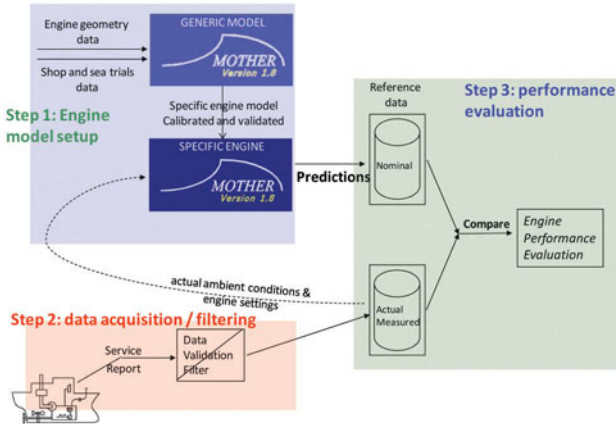 Engine geometry
data
Shop and sea trials
data
GENERIC MODEL
MOTHER
Version 1.8
Step 1: Engine
model setup
Specific engine model
Calibrated and validated
SPECIFIC ENGINE
MOTHER
Version 1.8
Predictions
Reference
data
Nominal
Step 3: performance
evaluation
Compare
Engine
Performance
Evaluation
actual ambient conditions &
engine settings
Actual
Measured
Step 2: data acquisition / filtering
Service
Report
Data
Validation
Filter